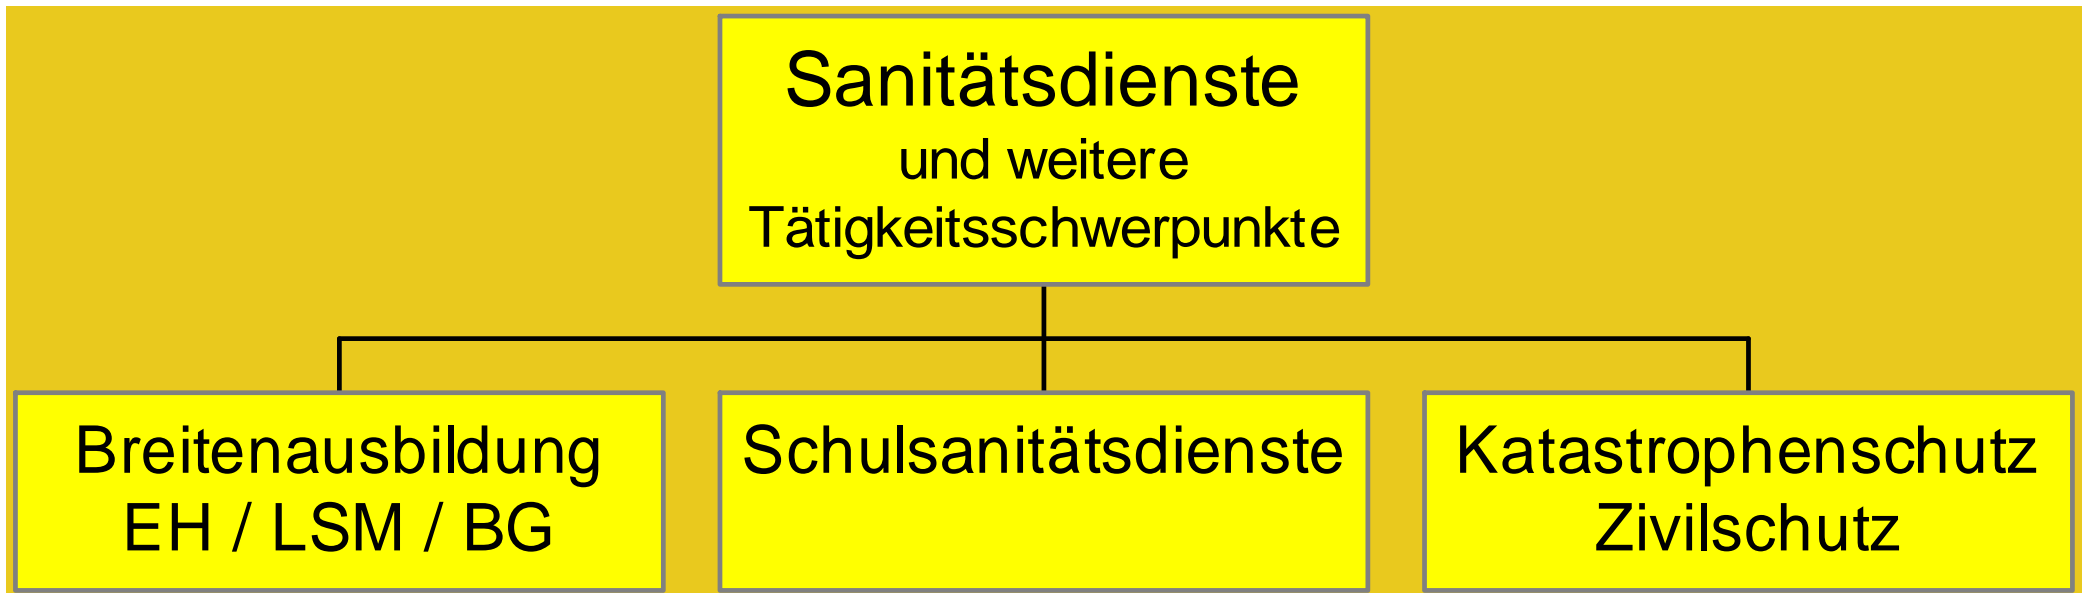 Sanitätsdienste
und weitere
Tätigkeitsschwerpunkte
Breitenausbildung
EH / LSM / BG
Schulsanitätsdienste
Katastrophenschutz
Zivilschutz